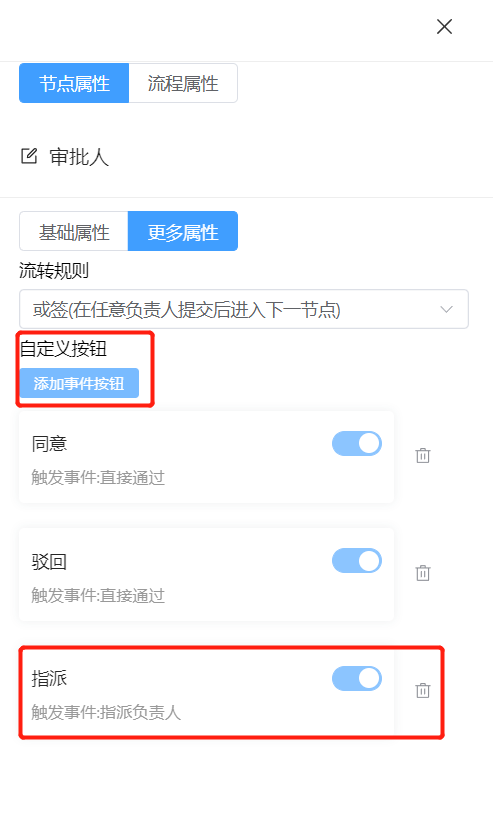 节点属性 流程属性
审批人
基础属性 更多属性
流转规则
或签(在任意负责人提交后进入下一节点)
自定义按钮
添加事件按钮
同意
触发事件:直接通过
驳回
触发事件:直接通过
指派
触发事件:指派负责人